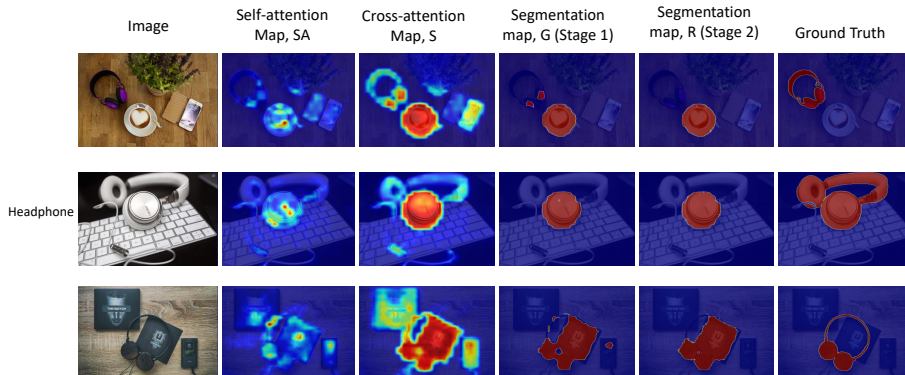 Image
Self-attention
Map, SA
Cross-attention
Map, S
Segmentation
map, G (Stage 1)
Segmentation
map, R (Stage 2)
Ground Truth
Headphone